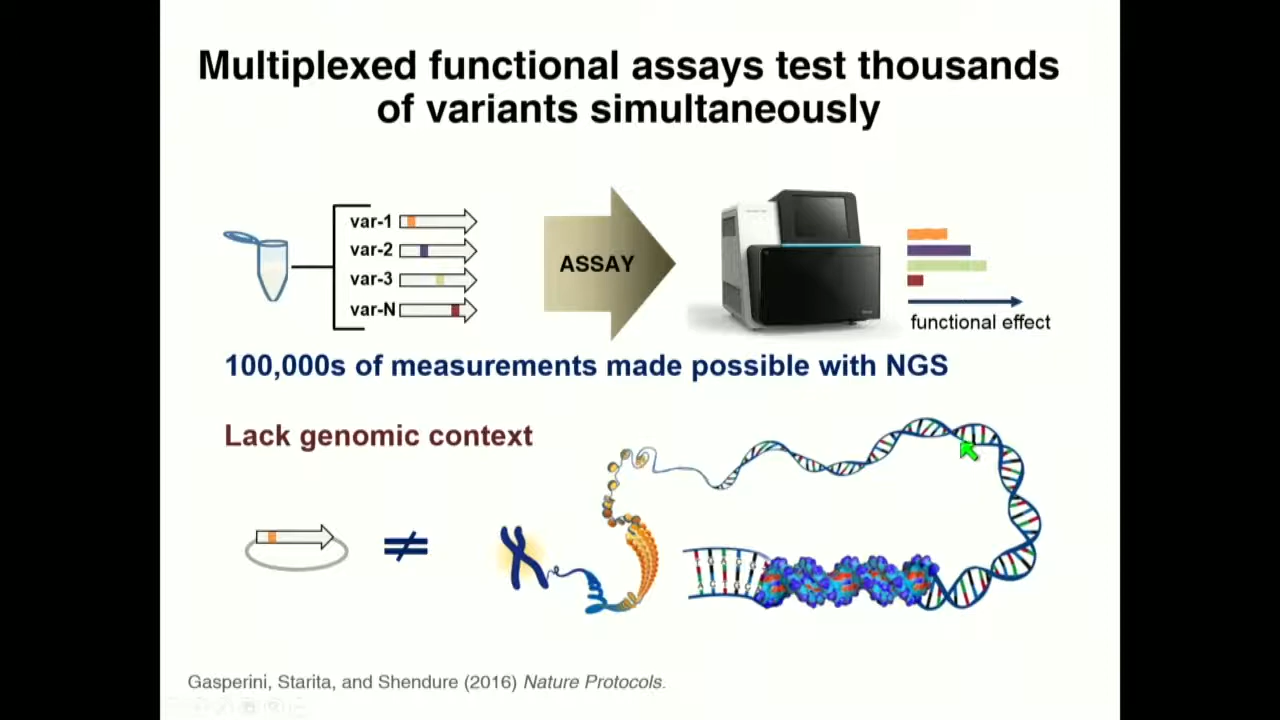 Multiplexed functional assays test thousands
of variants simultaneously
var-1
var-2
var-3
var-N
ASSAY
functional effect
100,000s of measurements made possible with NGS
Lack genomic context
≠
Gasperini, Starita, and Shendure (2016) Nature Protocols.